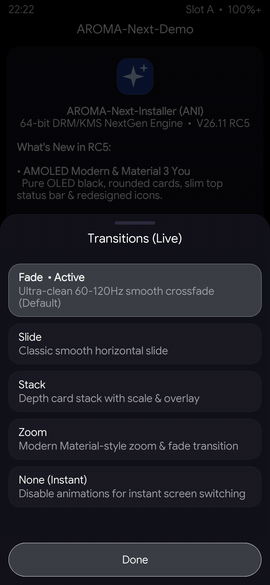 22:22
Slot A • 100%+
AROMA-Next-Demo
AROMA-Next-Installer (ANI)
64-bit DRM/KMS NextGen Engine • V26.11 RC5
What's New in RC5:
• AMOLED Modern & Material 3 You
Pure OLED black, rounded cards, slim top
status bar & redesigned icons.
Transitions (Live)
Fade • Active
Ultra-clean 60-120Hz smooth crossfade
(Default)
Slide
Classic smooth horizontal slide
Stack
Depth card stack with scale & overlay
Zoom
Modern Material-style zoom & fade transition
None (Instant)
Disable animations for instant screen switching
Done